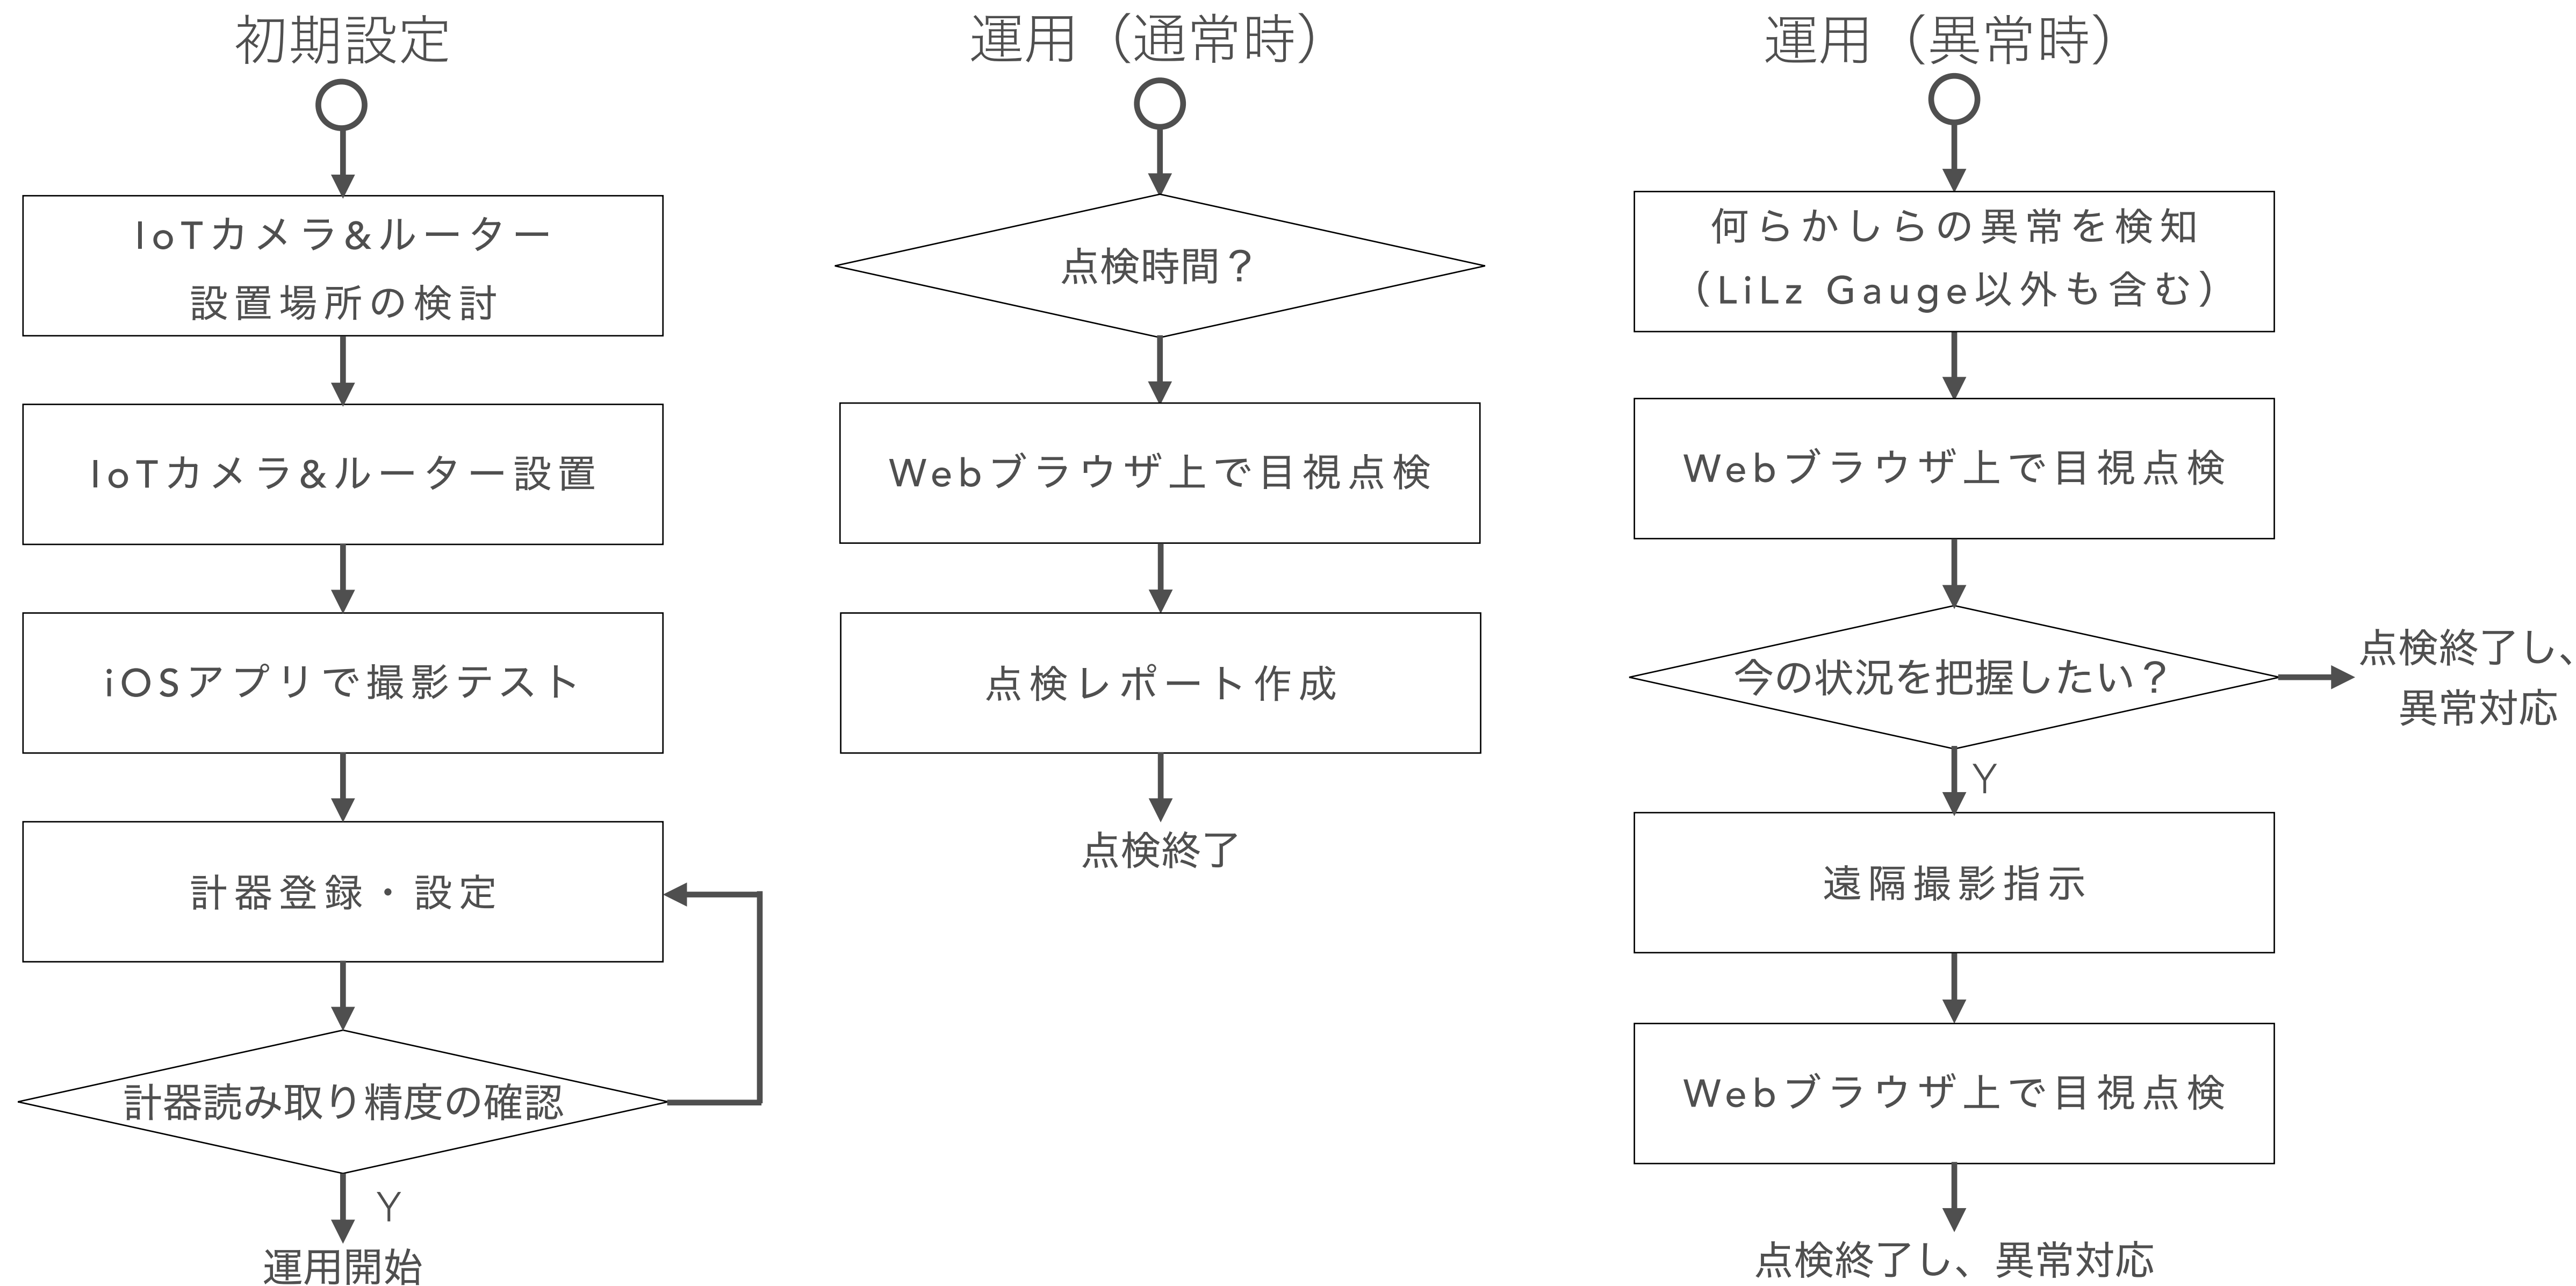 初期設定
IoTカメラ&ルーター
設置場所の検討
IoTカメラ&ルーター設置
iOSアプリで撮影テスト
計器登録・設定
計器読み取り精度の確認
Y
運用開始
運用（通常時）
点検時間？
Webブラウザ上で目視点検
点検レポート作成
点検終了
運用（異常時）
何らかしらの異常を検知
（LiLz Gauge以外も含む）
Webブラウザ上で目視点検
今の状況を把握したい？
点検終了し、
異常対応
Y
遠隔撮影指示
Webブラウザ上で目視点検
点検終了し、異常対応